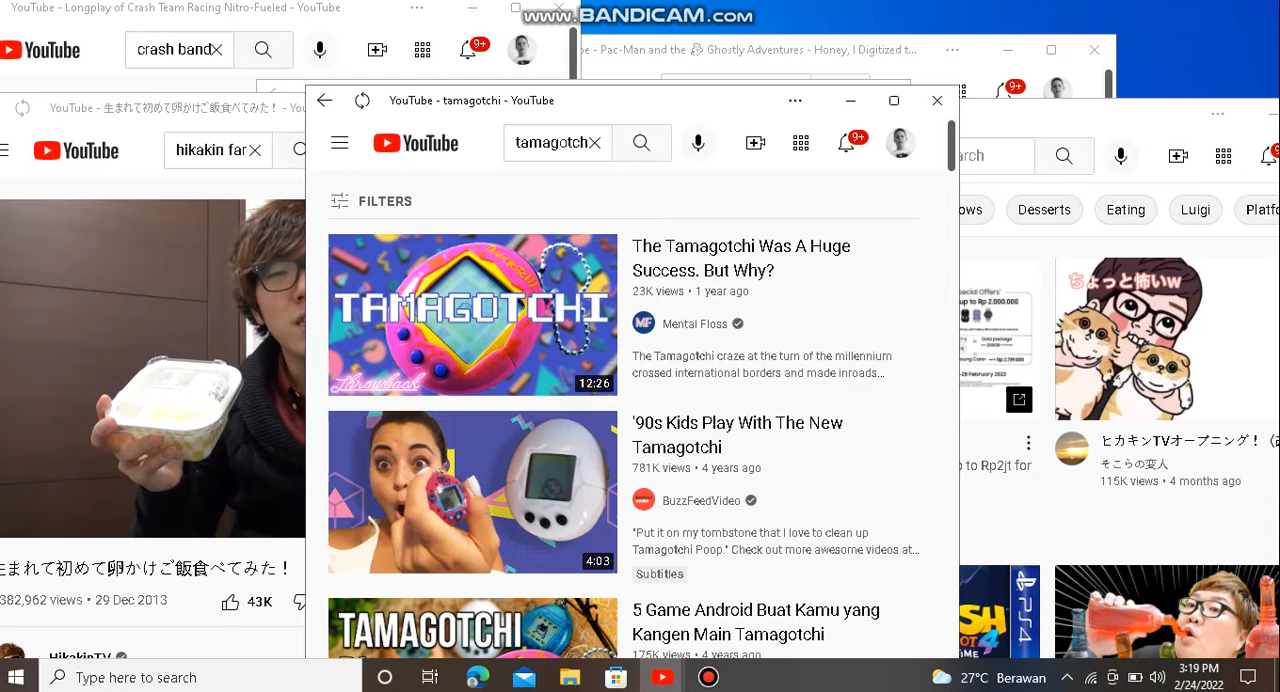 YouTube - Longplay of Crash Team Racing Nitro-Fueled - YouTube
www.BANDICAM.com
YouTube
crash band
9+
be - Pac-Man and the 👻 Ghostly Adventures - Honey, I Digitized t...
9+
YouTube - 生まれて初めて卵かけご飯食べてみた！ - You
YouTube
hikakin far
YouTube - tamagotchi - YouTube
YouTube
tamagotch
9+
FILTERS
TAMAGOTCHI
Throwback
12:26
The Tamagotchi Was A Huge
Success. But Why?
23K views • 1 year ago
MF
Mental Floss
The Tamagotchi craze at the turn of the millennium
crossed international borders and made inroads...
4:03
'90s Kids Play With The New
Tamagotchi
781K views • 4 years ago
BuzzFeedVideo
"Put it on my tombstone that I love to clean up
Tamagotchi Poop." Check out more awesome videos at...
Subtitles
TAMAGOTCHI
5 Game Android Buat Kamu yang
Kangen Main Tamagotchi
175K views • 4 years ago
arch
9
ows
Desserts
Eating
Luigi
Platf
Special Offers
up to Rp 2.000.000
28 February 2022
p to Rp2jt for
ちょっと怖いw
ヒカキンTVオープニング！
そこらの変人
115K views • 4 months ago
PS4
4
TIME
生まれて初めて卵かけご飯食べてみた！
382,962 views • 29 Dec 2013
43K
HikakinTV
Type here to search
27°C Berawan
3:19 PM
2/24/2022